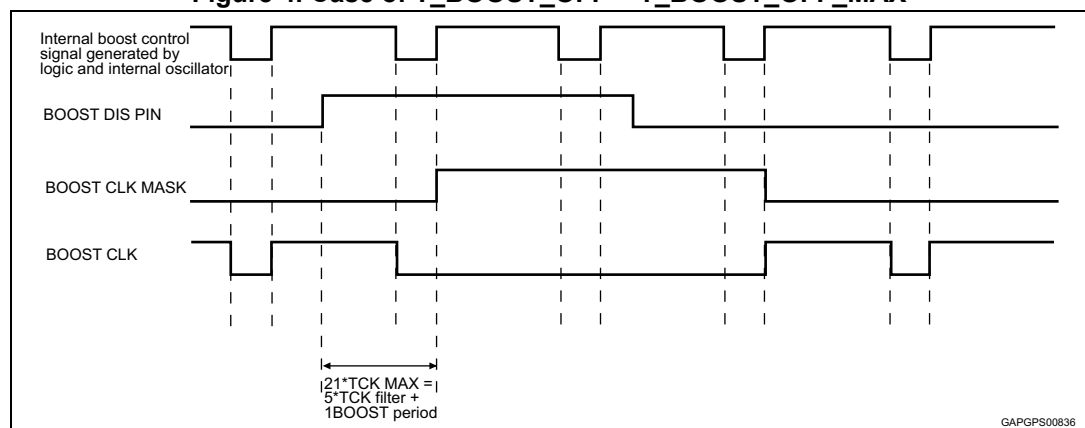 Internal boost control
signal generated by
logic and internal oscillator
BOOST DIS PIN
BOOST CLK MASK
BOOST CLK
21*TCK MAX =
5*TCK filter +
1BOOST period
GAPGPS00836